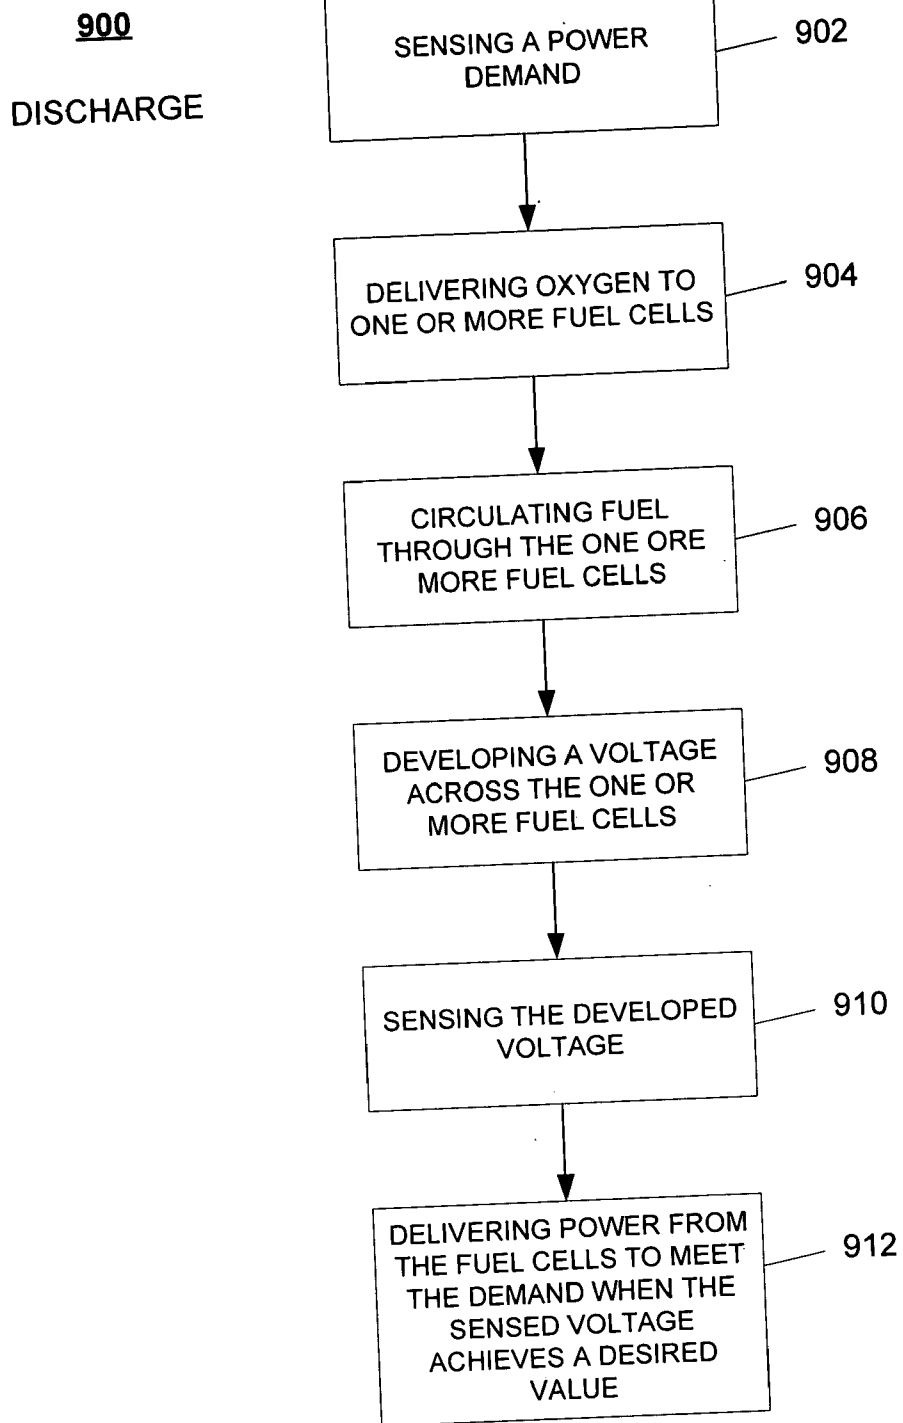 900
DISCHARGE
SENSING A POWER
DEMAND
902
DELIVERING OXYGEN TO
ONE OR MORE FUEL CELLS
904
CIRCULATING FUEL
THROUGH THE ONE ORE
MORE FUEL CELLS
906
DEVELOPING A VOLTAGE
ACROSS THE ONE OR
MORE FUEL CELLS
908
SENSING THE DEVELOPED
VOLTAGE
910
DELIVERING POWER FROM
THE FUEL CELLS TO MEET
THE DEMAND WHEN THE
SENSED VOLTAGE
ACHIEVES A DESIRED
VALUE
912